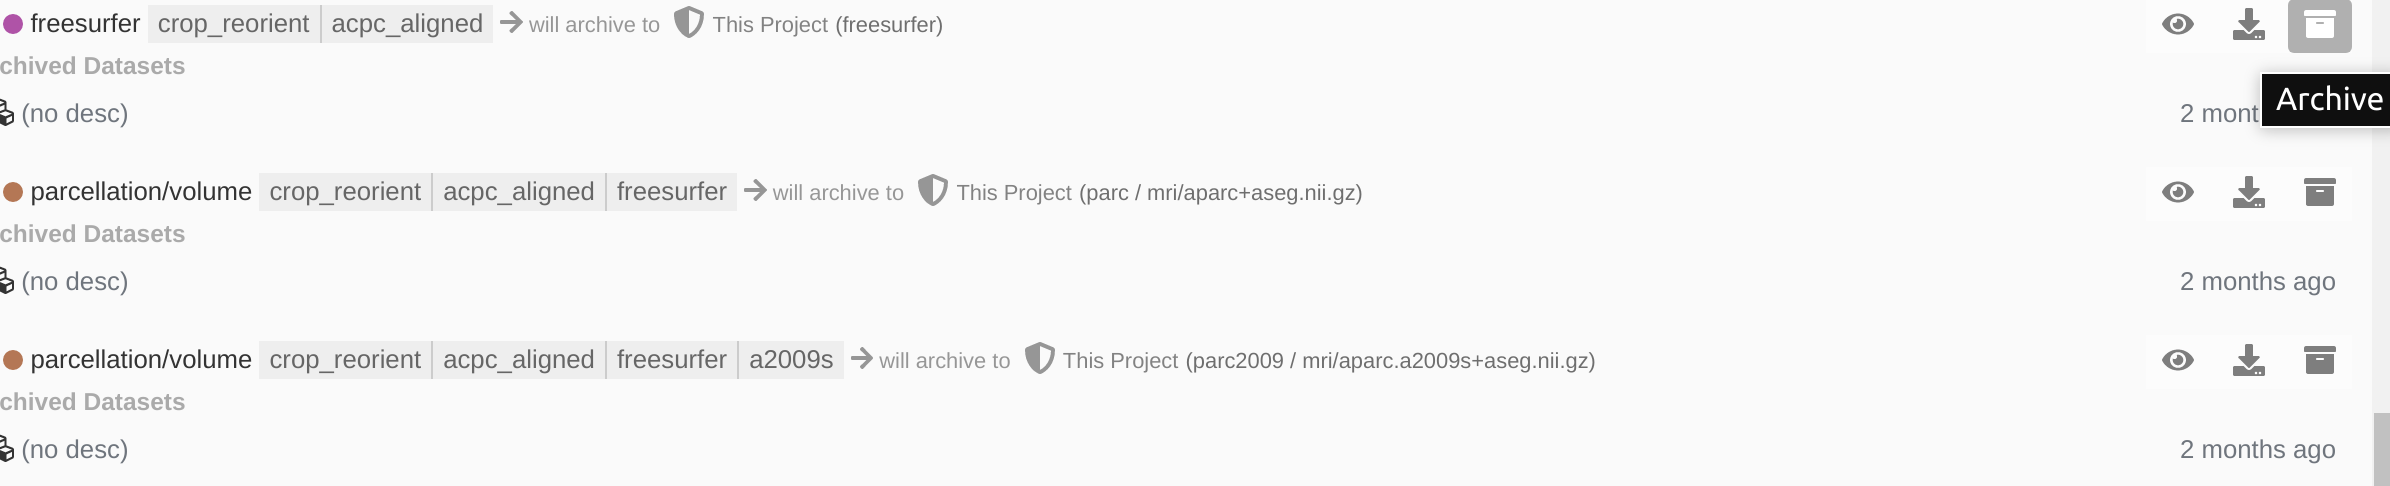 freesurfer crop_reorient acpc_aligned → will archive to This Project (freesurfer)
chived Datasets
(no desc) 2 mont Archive
parcellation/volume crop_reorient acpc_aligned freesurfer → will archive to This Project (parc / mri/aparc+aseg.nii.gz)
chived Datasets
(no desc) 2 months ago
parcellation/volume crop_reorient acpc_aligned freesurfer a2009s → will archive to This Project (parc2009 / mri/aparc.a2009s+aseg.nii.gz)
chived Datasets
(no desc) 2 months ago